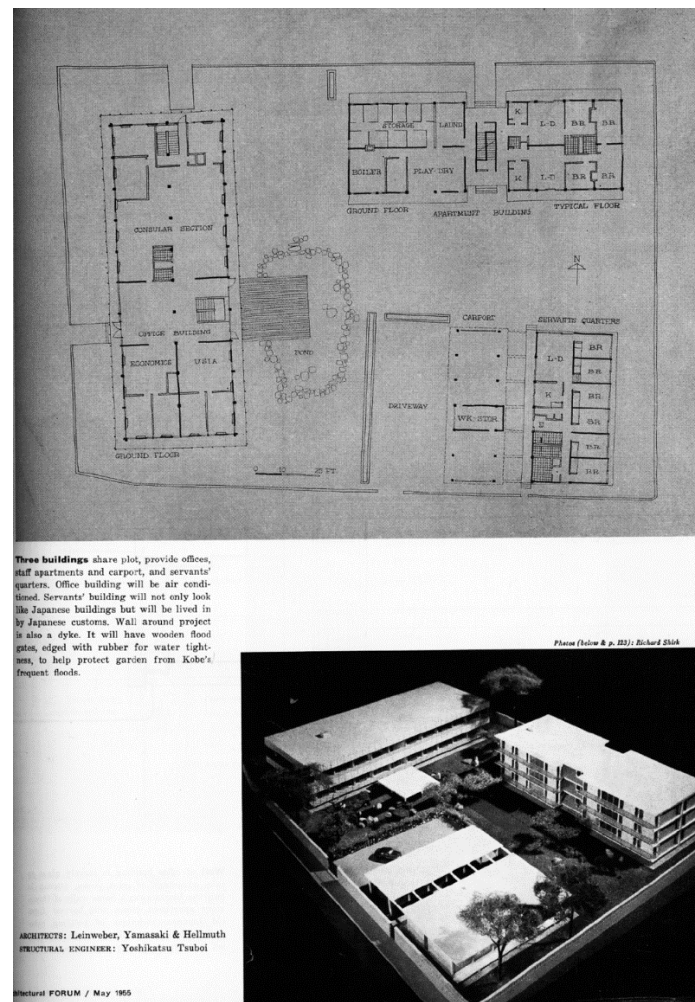 STORAGE
LAUND
BOILER
PLAY-DRY
K
L-D
BR
BR
K
L-D
BR
BR
GROUND FLOOR
APARTMENT BUILDING
TYPICAL FLOOR
CONSULAR SECTION
N
OFFICE BUILDING
ECONOMICS
USIA
POND
CARPORT
SERVANTS QUARTERS
DRIVEWAY
WK-STOR.
L-D
BR
BR
K
BR
BR
BR
BR
GROUND FLOOR
0 10 25 FT.
Three buildings share plot, provide offices,
staff apartments and carport, and servants'
quarters. Office building will be air condi-
tioned. Servants' building will not only look
like Japanese buildings but will be lived in
by Japanese customs. Wall around project
is also a dyke. It will have wooden flood
gates, edged with rubber for water tight-
ness, to help protect garden from Kobe's
frequent floods.
Photos (below & p. 113): Richard Shirk
ARCHITECTS: Leinweber, Yamasaki & Hellmuth
STRUCTURAL ENGINEER: Yoshikatsu Tsuboi
hitectural FORUM / May 1955